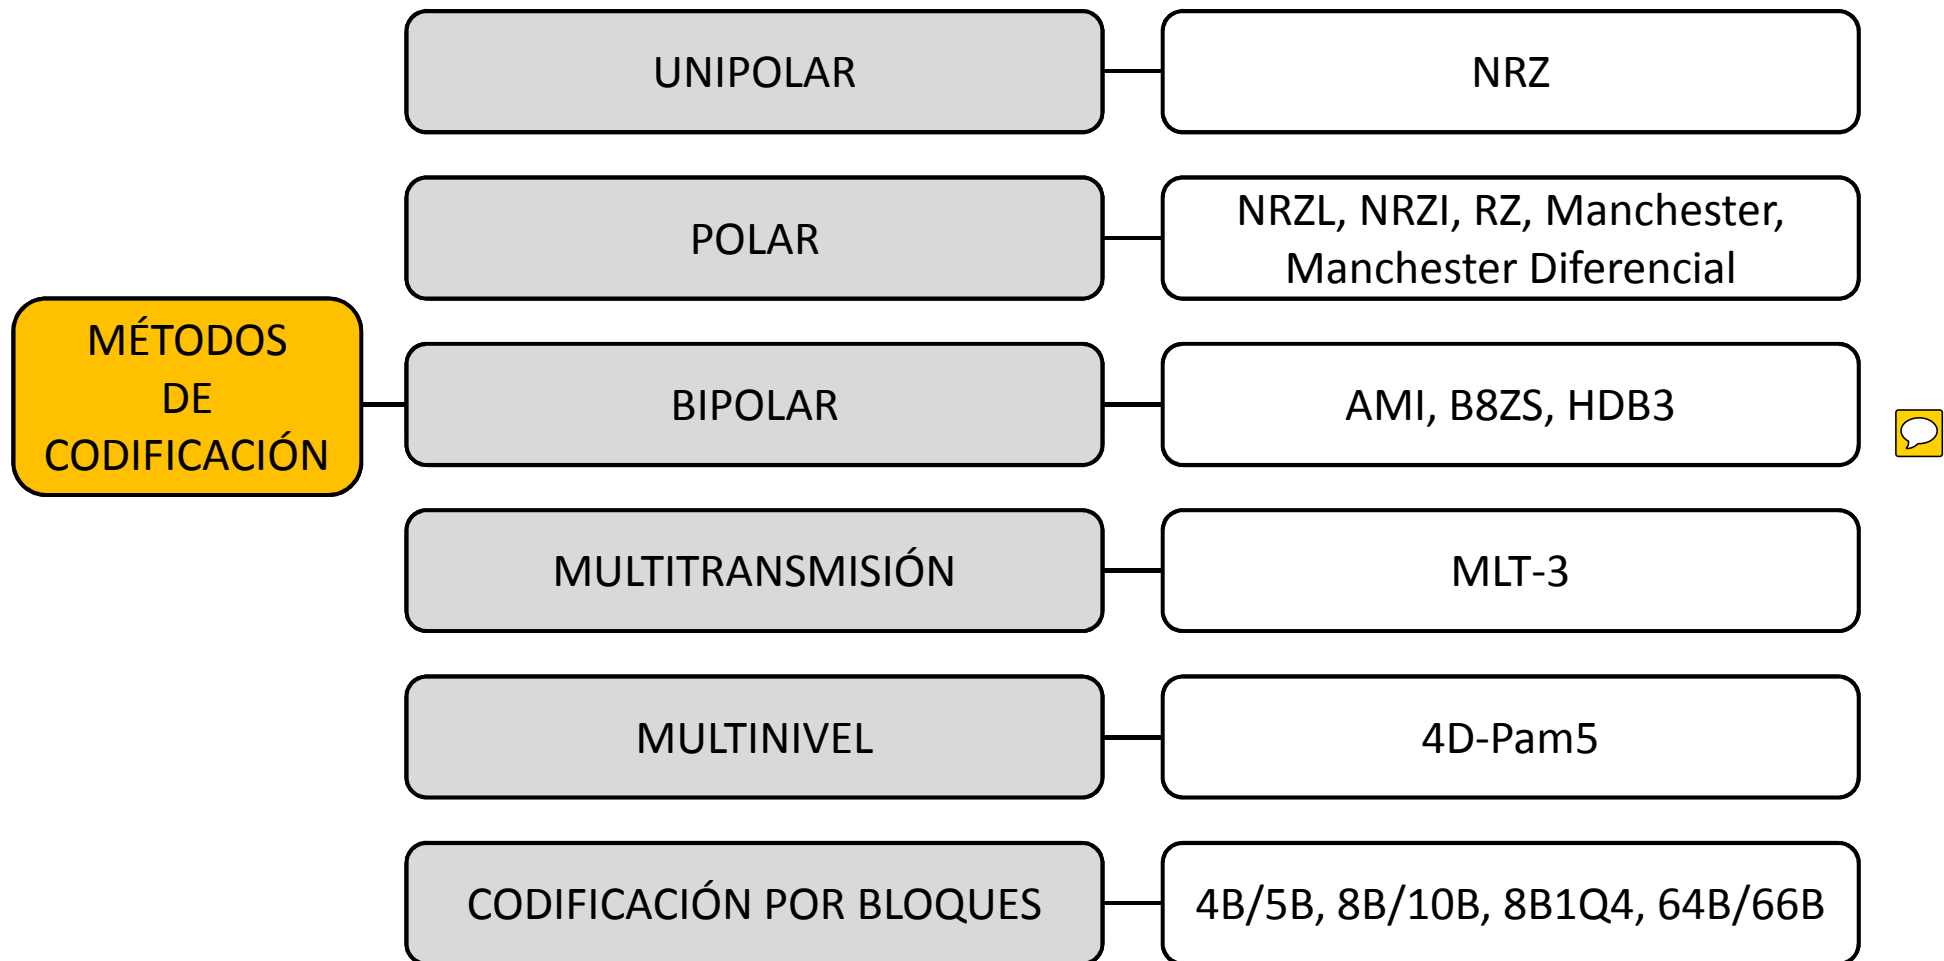 UNIPOLAR
NRZ
POLAR
NRZL, NRZI, RZ, Manchester,
Manchester Diferencial
MÉTODOS
DE
CODIFICACIÓN
BIPOLAR
AMI, B8ZS, HDB3
MULTITRANSMISIÓN
MLT-3
MULTINIVEL
4D-Pam5
CODIFICACIÓN POR BLOQUES
4B/5B, 8B/10B, 8B1Q4, 64B/66B